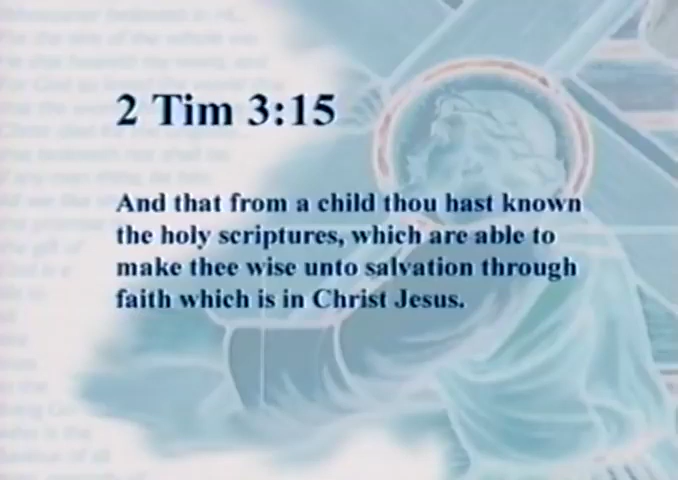 2 Tim 3:15
And that from a child thou hast known
the holy scriptures, which are able to
make thee wise unto salvation through
faith which is in Christ Jesus.